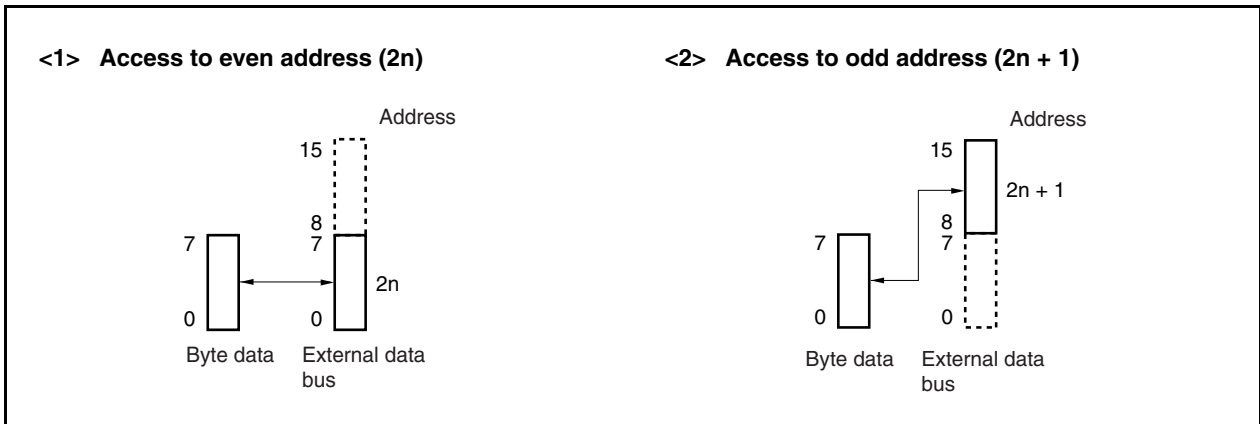 <1> Access to even address (2n)
Address
15
8
7
7
2n
0
0
Byte data
External data
bus
<2> Access to odd address (2n + 1)
Address
15
2n + 1
8
7
7
0
0
Byte data
External data
bus